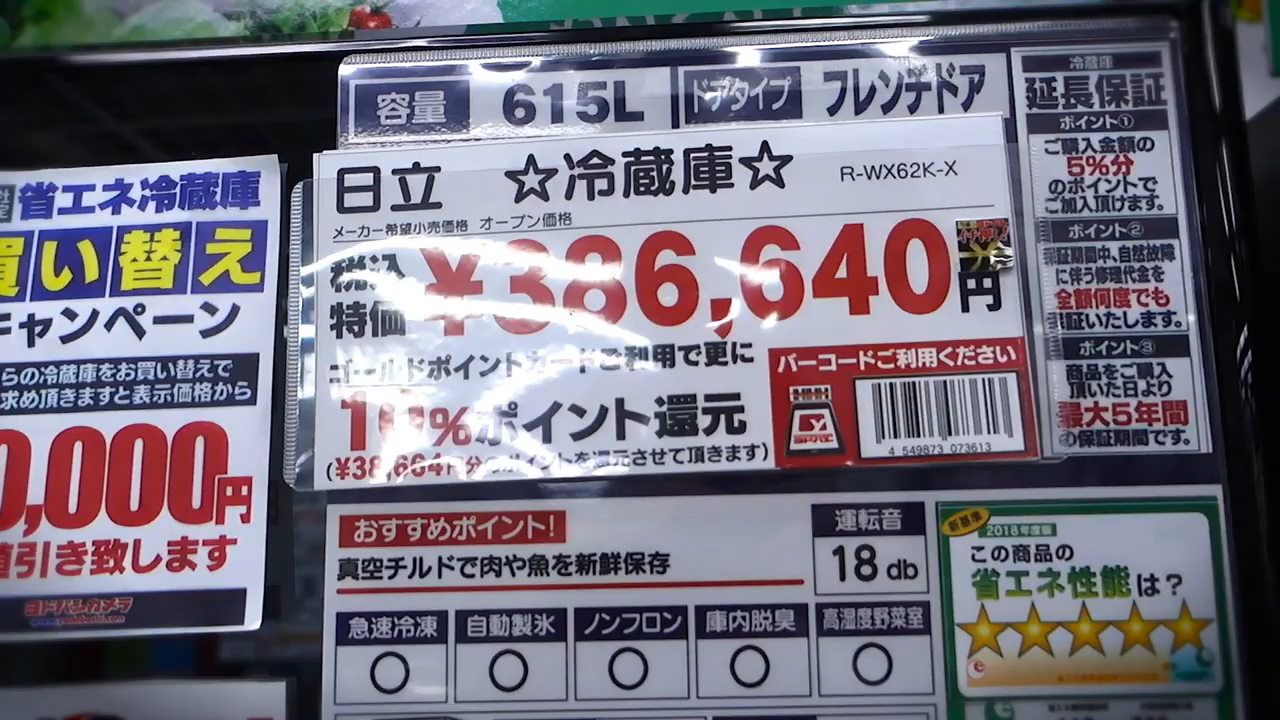 容量 615L ドアタイプ フレンチドア
日立 ☆冷蔵庫☆ R-WX62K-X
メーカー希望小売価格 オープン価格
税込
特価 ¥386,640円
ゴールドポイントカードご利用で更に
10%ポイント還元
(¥38,664円分のポイントを還元させて頂きます)
バーコードご利用ください
4 549873 073613
冷蔵庫
延長保証
ポイント①
ご購入金額の
5%分
のポイントで
ご加入頂けます。
ポイント②
保証期間中、自然故障
に伴う修理代金を
全額何度でも
保証いたします。
ポイント③
商品をご購入
頂いた日より
最大5年間
の保証期間です。
省エネ冷蔵庫
買い替え
キャンペーン
らの冷蔵庫をお買い替えで
求め頂きますと表示価格から
0,000円
値引き致します
ヨドバシカメラ
www.yodobashi.com
おすすめポイント!
真空チルドで肉や魚を新鮮保存
運転音
18db
急速冷凍 自動製氷 ノンフロン 庫内脱臭 高湿度野菜室
○ ○ ○ ○ ○
新基準 2018年度版
この商品の
省エネ性能は?